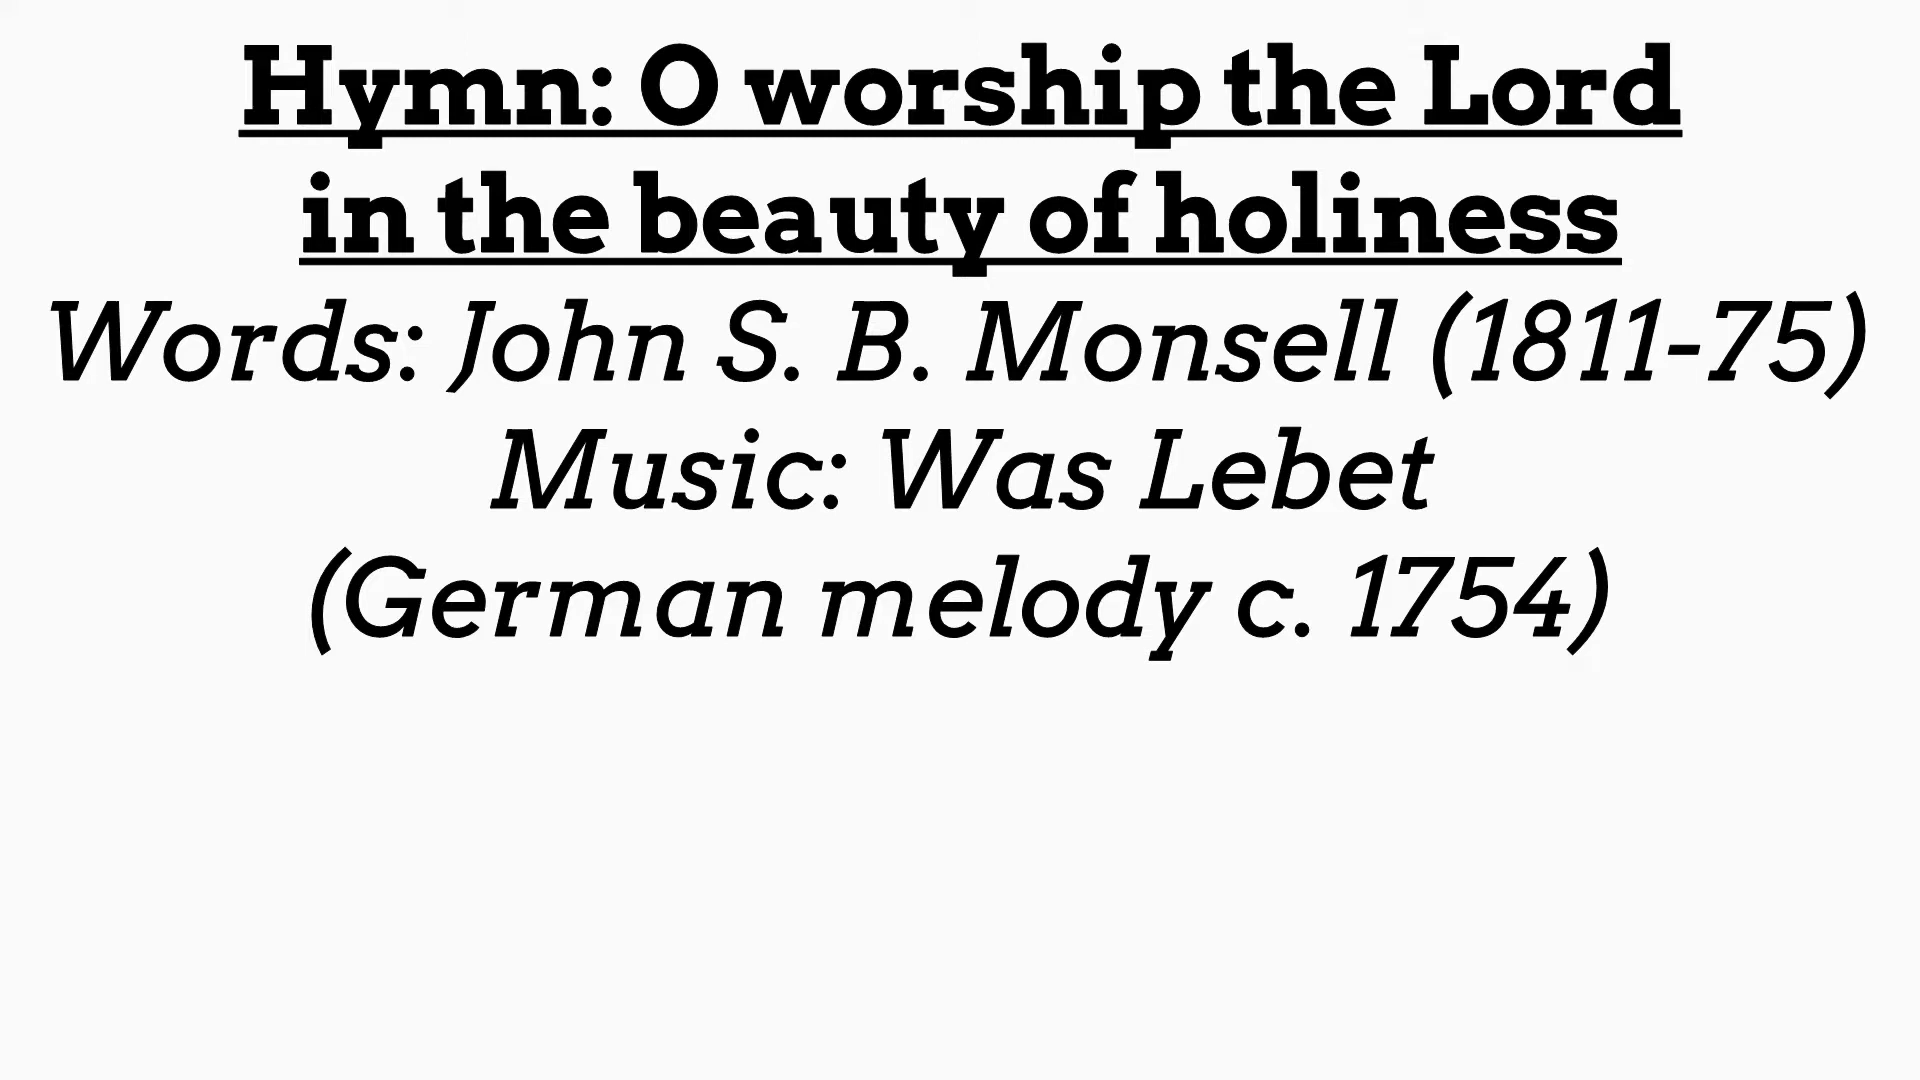 Hymn: O worship the Lord
in the beauty of holiness
Words: John S. B. Monsell (1811-75)
Music: Was Lebet
(German melody c. 1754)